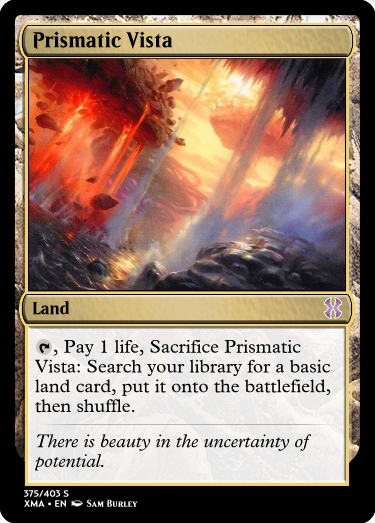 Prismatic Vista
Land
, Pay 1 life, Sacrifice Prismatic
Vista: Search your library for a basic
land card, put it onto the battlefield,
then shuffle.
There is beauty in the uncertainty of
potential.
375/403 S
XMA • EN Sam Burley